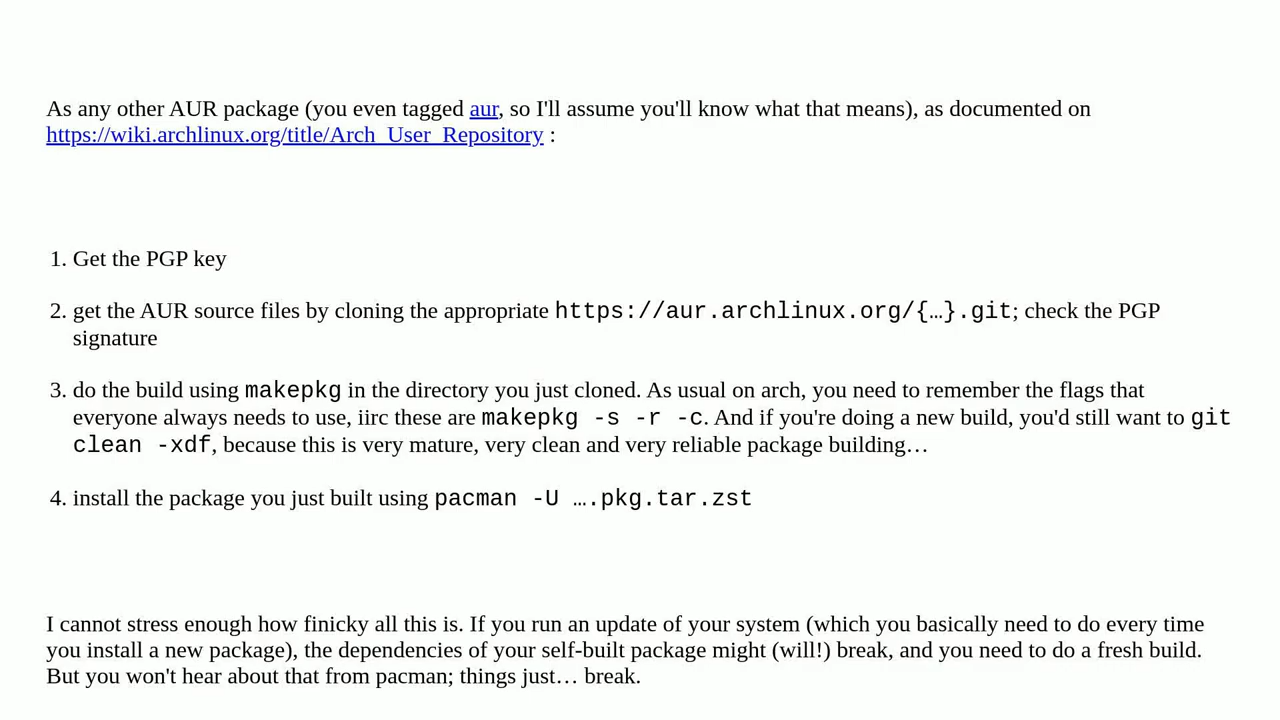 As any other AUR package (you even tagged aur, so I'll assume you'll know what that means), as documented on
https://wiki.archlinux.org/title/Arch_User_Repository :
1. Get the PGP key
2. get the AUR source files by cloning the appropriate https://aur.archlinux.org/{…}.git; check the PGP
signature
3. do the build using makepkg in the directory you just cloned. As usual on arch, you need to remember the flags that
everyone always needs to use, iirc these are makepkg -s -r -c. And if you're doing a new build, you'd still want to git
clean -xdf, because this is very mature, very clean and very reliable package building…
4. install the package you just built using pacman -U ….pkg.tar.zst
I cannot stress enough how finicky all this is. If you run an update of your system (which you basically need to do every time
you install a new package), the dependencies of your self-built package might (will!) break, and you need to do a fresh build.
But you won't hear about that from pacman; things just… break.